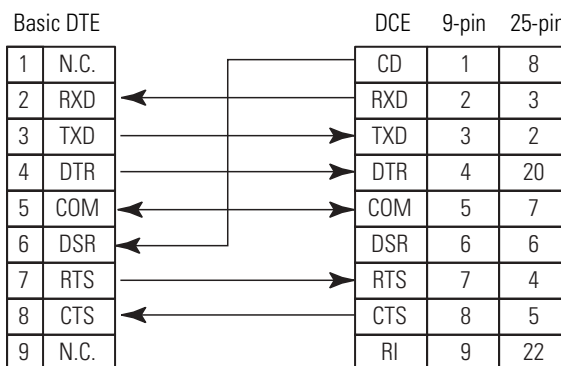 Basic DTE DCE 9-pin 25-pin
1 N.C. CD 1 8
2 RXD RXD 2 3
3 TXD TXD 3 2
4 DTR DTR 4 20
5 COM COM 5 7
6 DSR DSR 6 6
7 RTS RTS 7 4
8 CTS CTS 8 5
9 N.C. RI 9 22